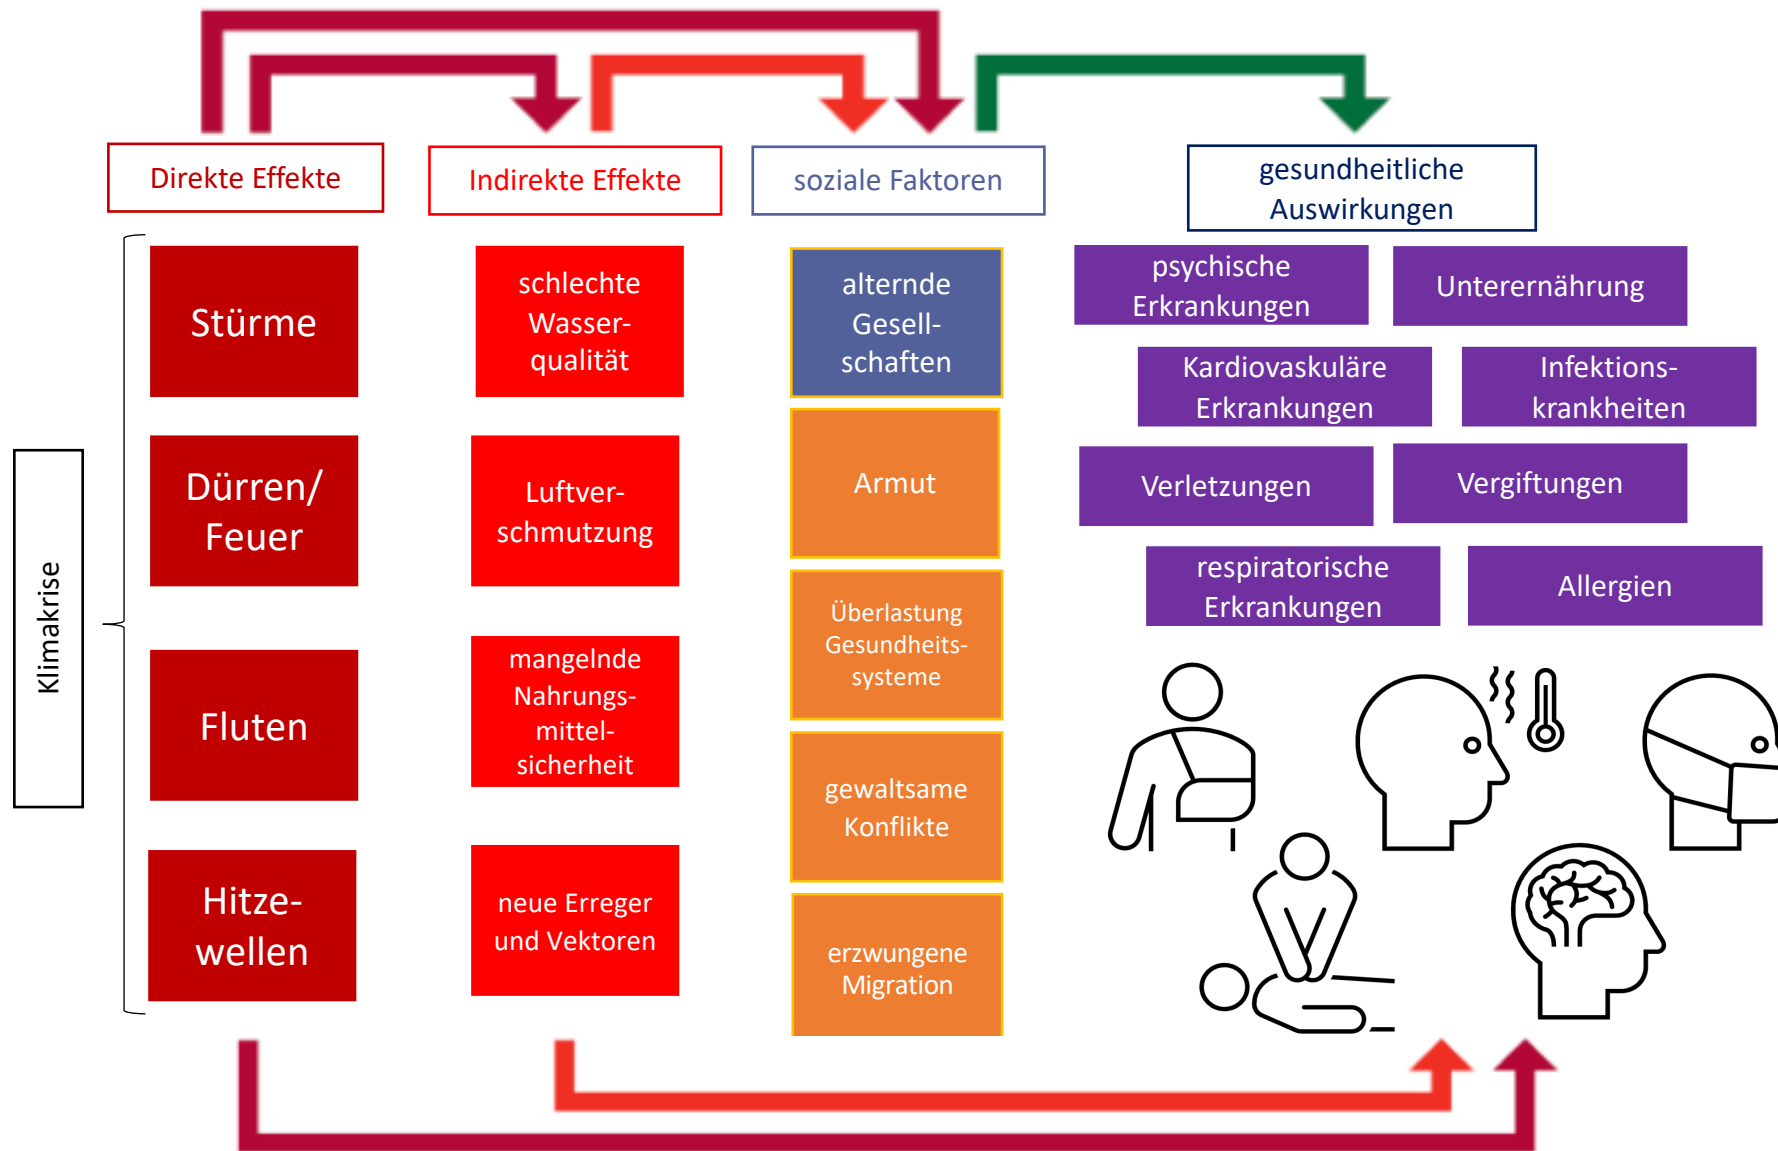 Direkte Effekte
Indirekte Effekte
soziale Faktoren
gesundheitliche
Auswirkungen
Klimakrise
Stürme
Dürren/
Feuer
Fluten
Hitze-
wellen
schlechte
Wasser-
qualität
Luftver-
schmutzung
mangelnde
Nahrungs-
mittel-
sicherheit
neue Erreger
und Vektoren
alternde
Gesell-
schaften
Armut
Überlastung
Gesundheits-
systeme
gewaltsame
Konflikte
erzwungene
Migration
psychische
Erkrankungen
Unterernährung
Kardiovaskuläre
Erkrankungen
Infektions-
krankheiten
Verletzungen
Vergiftungen
respiratorische
Erkrankungen
Allergien